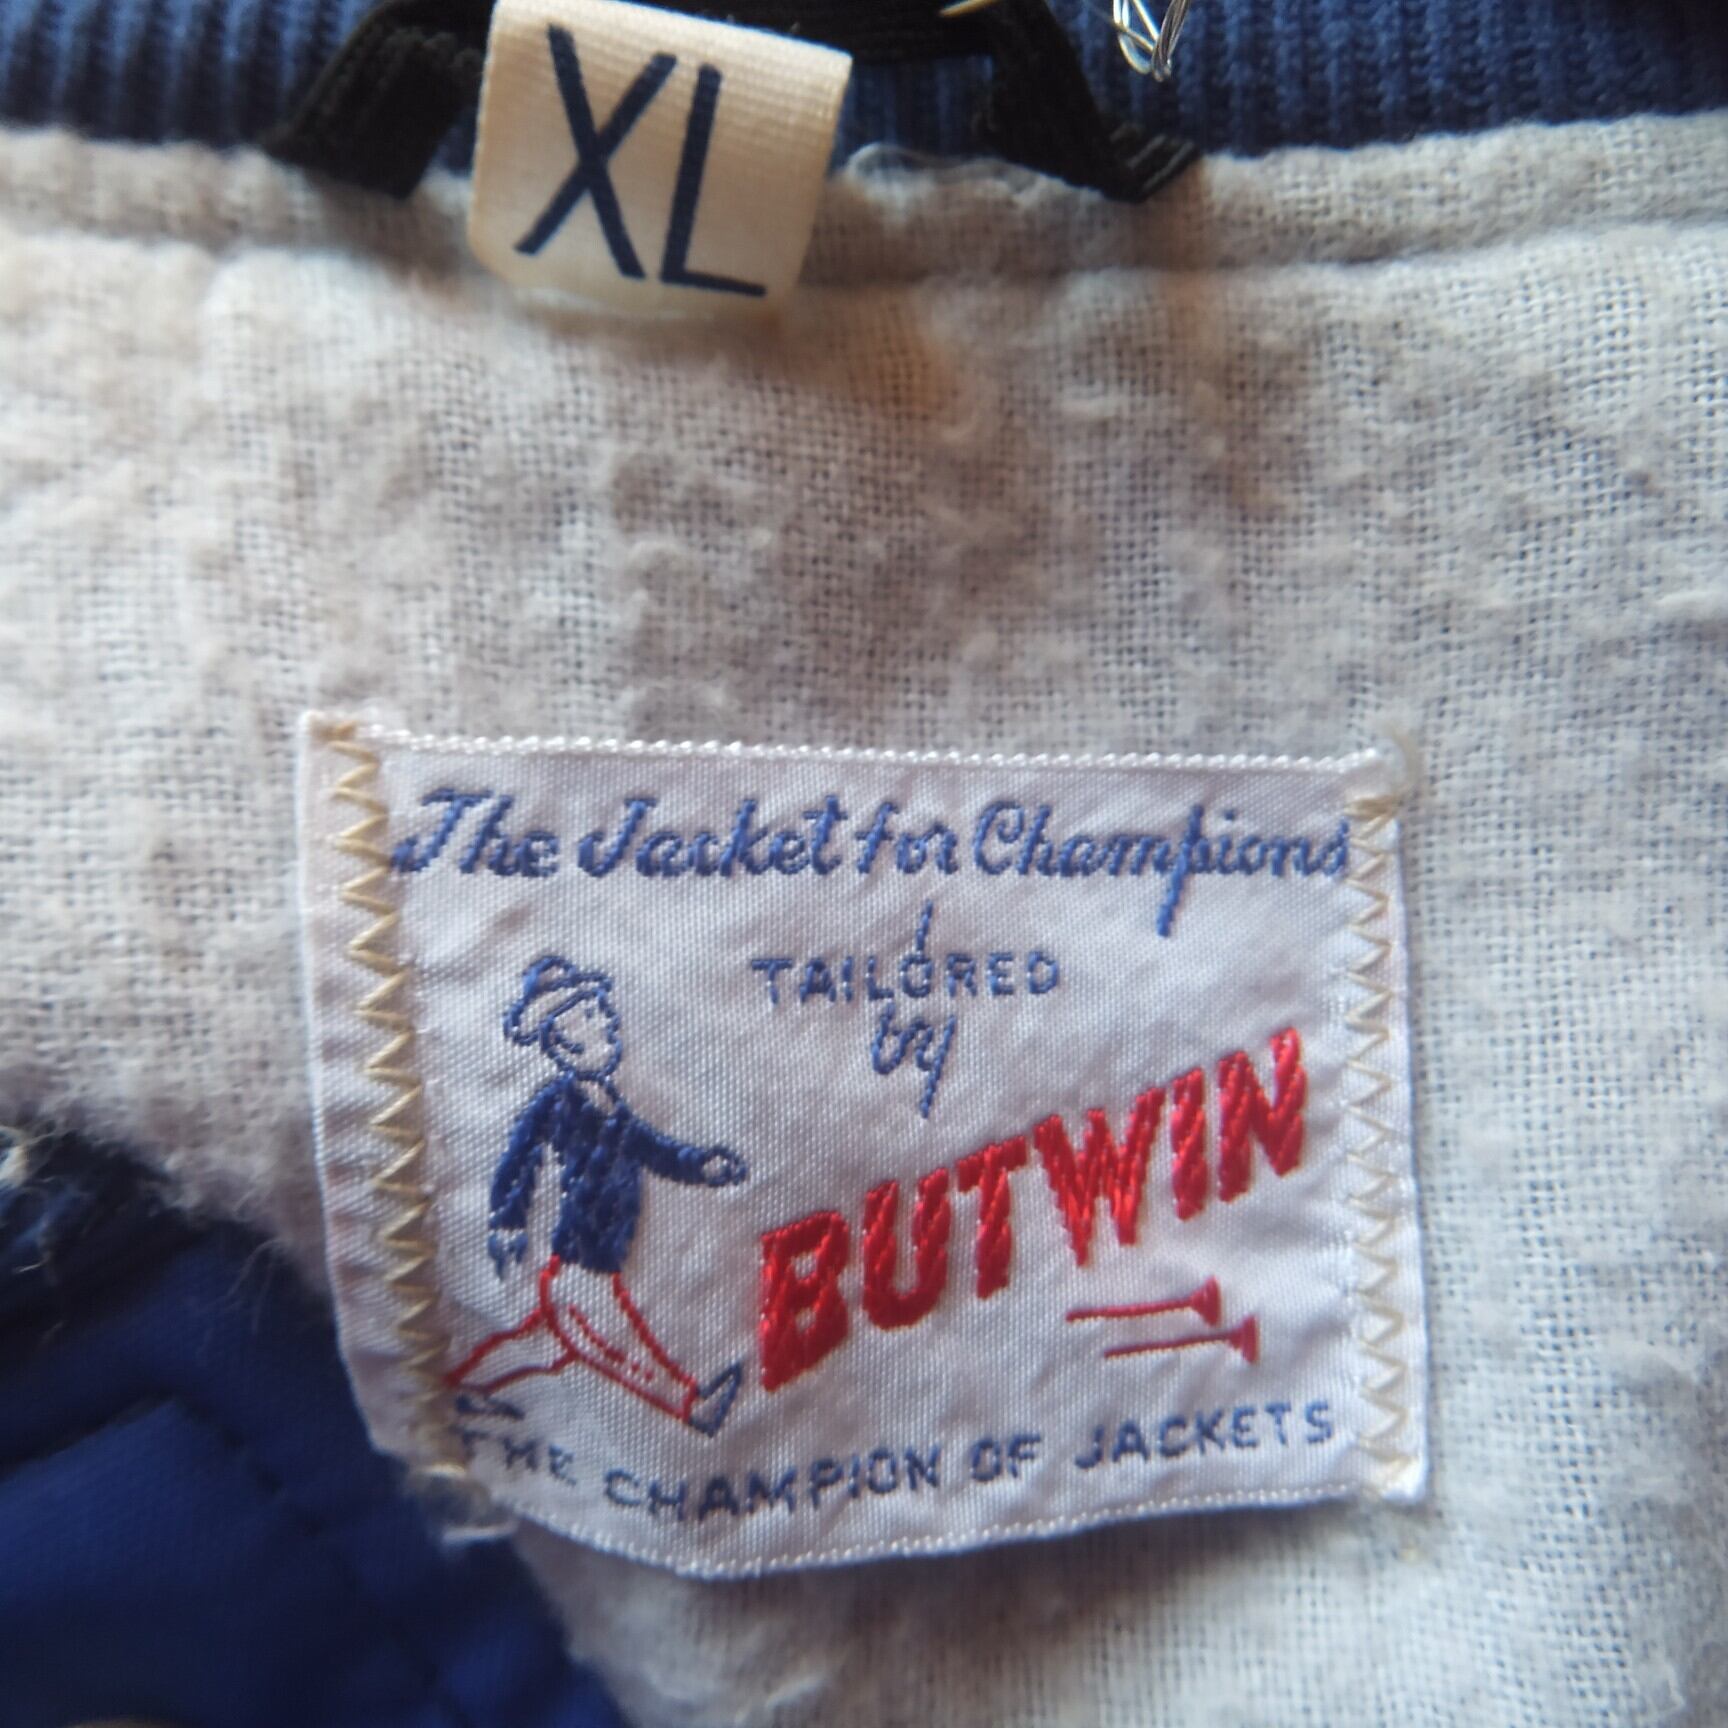 XL
The Jacket for Champions
TAILORED
by
BUTWIN
THE CHAMPION OF JACKETS